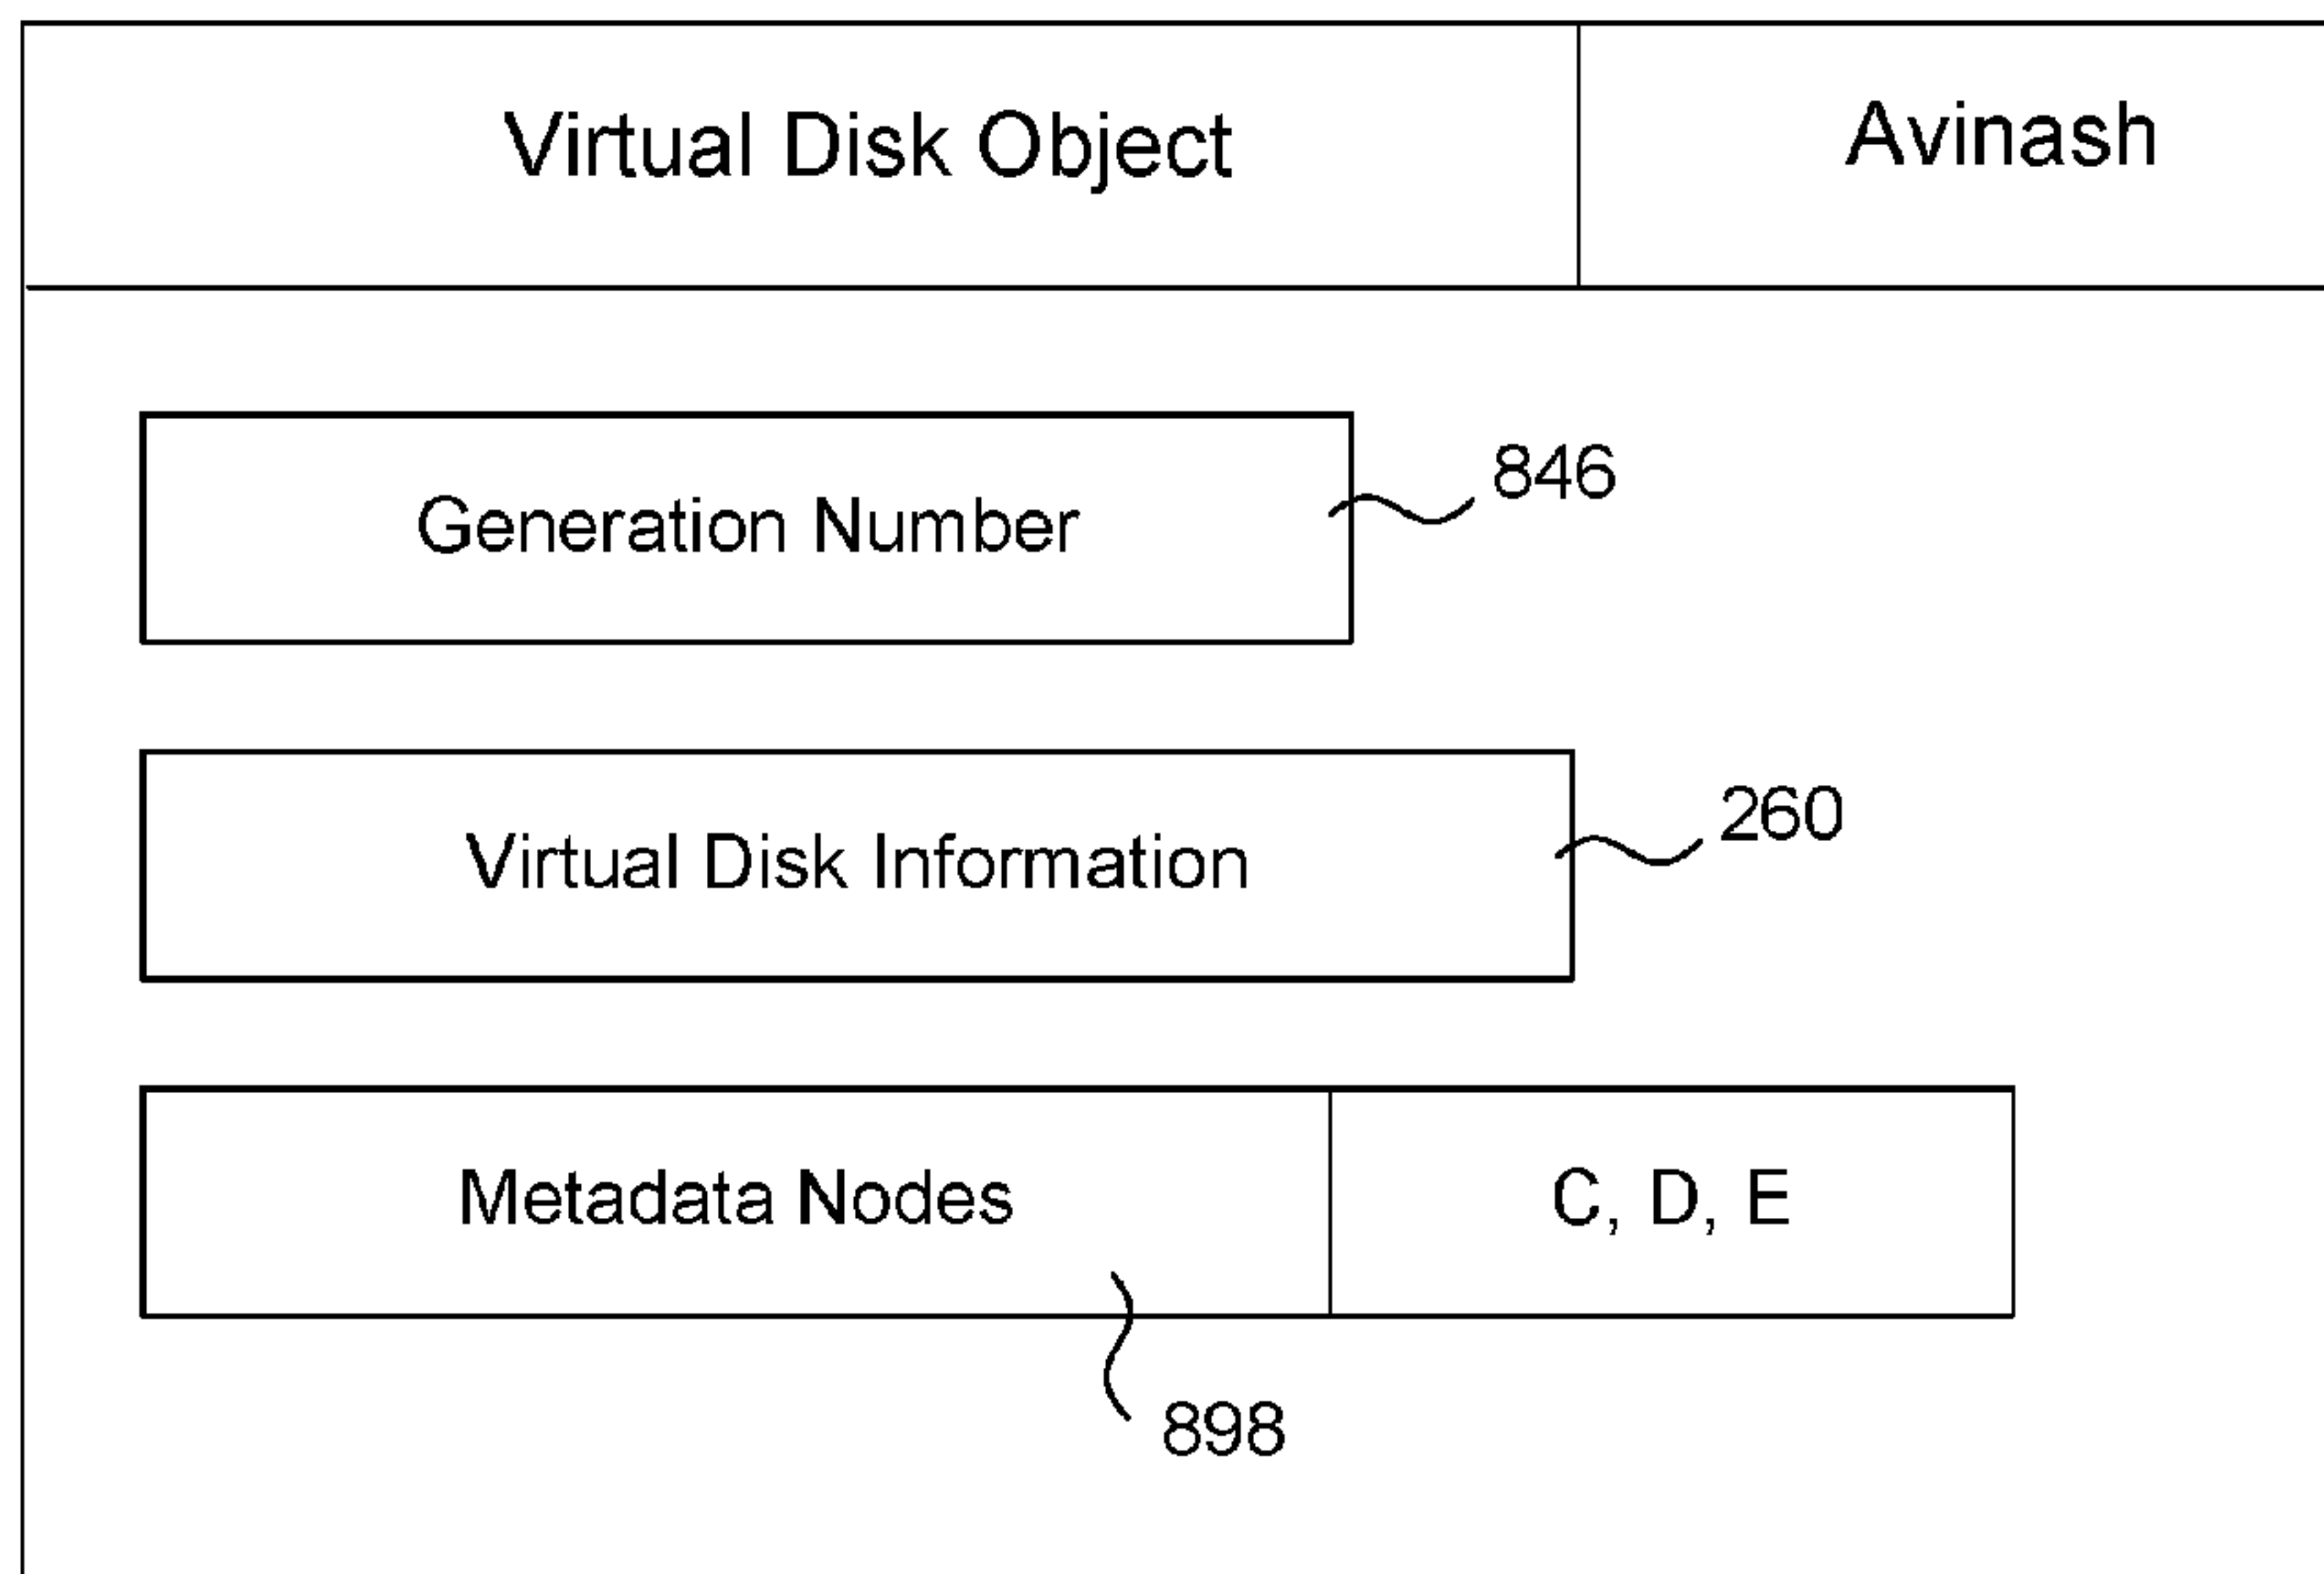 Virtual Disk Object Avinash
Generation Number 846
Virtual Disk Information 260
Metadata Nodes C, D, E
898